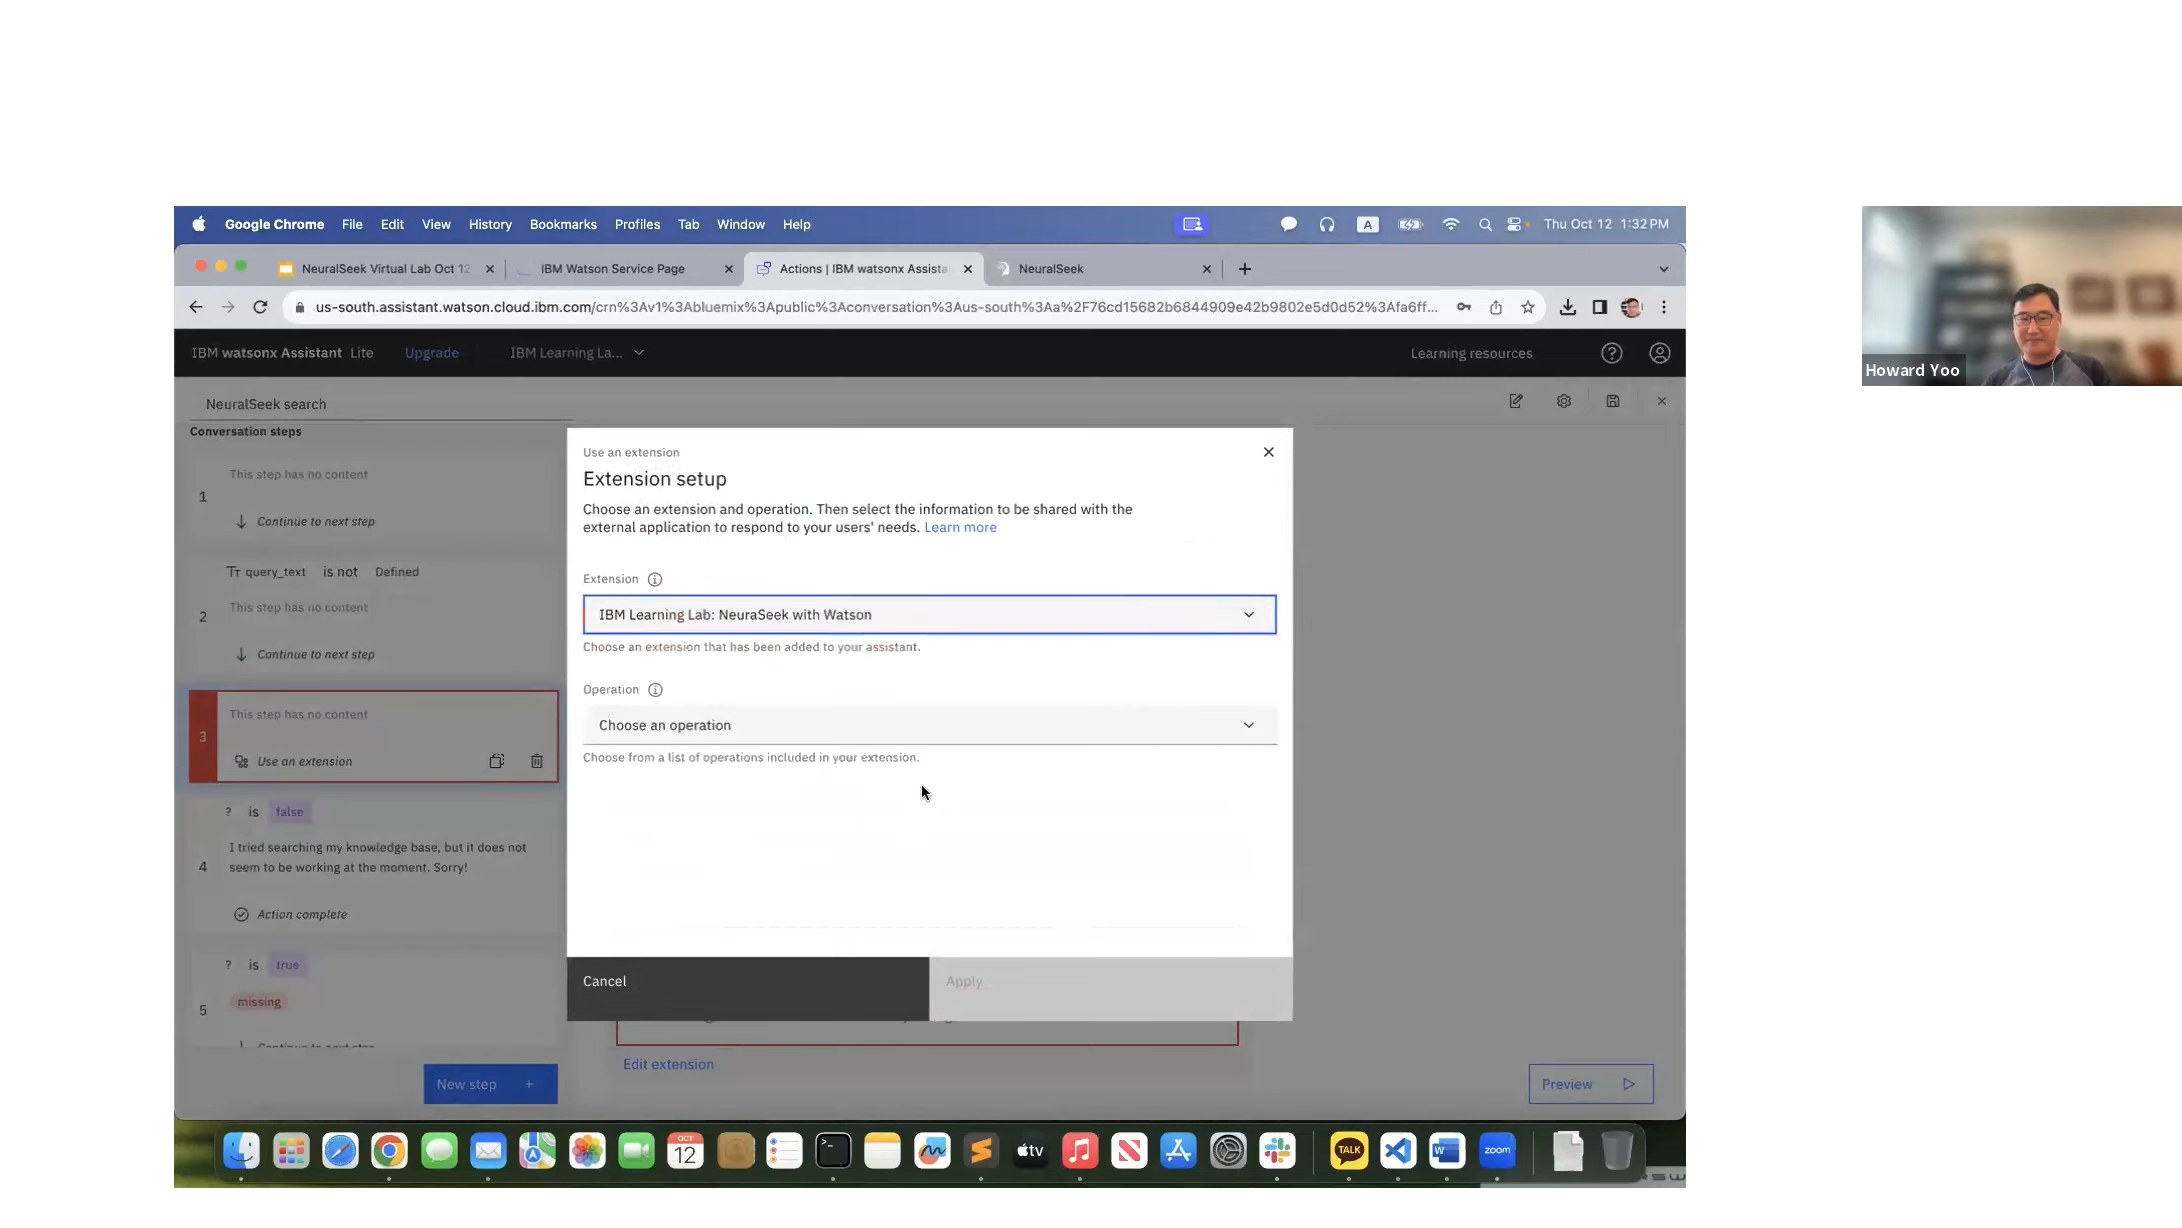 Google Chrome File Edit View History Bookmarks Profiles Tab Window Help A Thu Oct 12 1:32 PM
NeuralSeek Virtual Lab Oct 12 IBM Watson Service Page Actions | IBM watsonx Assista NeuralSeek
us-south.assistant.watson.cloud.ibm.com/crn%3Av1%3Abluemix%3Apublic%3Aconversation%3Aus-south%3Aa%2F76cd15682b6844909e42b9802e5d0d52%3Afa6ff...
IBM watsonx Assistant Lite Upgrade IBM Learning La... Learning resources
Howard Yoo
NeuralSeek search
Conversation steps
This step has no content
1
Continue to next step
query_text is not Defined
This step has no content
2
Continue to next step
This step has no content
3
Use an extension
? is false
I tried searching my knowledge base, but it does not
4
seem to be working at the moment. Sorry!
Action complete
? is true
missing
5
Continue to next step
New step +
Use an extension
Extension setup
Choose an extension and operation. Then select the information to be shared with the
external application to respond to your users' needs. Learn more
Extension
IBM Learning Lab: NeuraSeek with Watson
Choose an extension that has been added to your assistant.
Operation
Choose an operation
Choose from a list of operations included in your extension.
Cancel Apply
Edit extension
Preview
OCT
12
tv
TALK
W
zoom